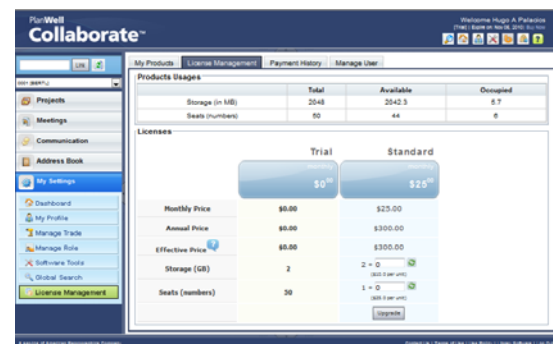 PlanWell
Collaborate™
Welcome Hugo A Palacios
My Products
License Management
Payment History
Manage User
Products Usages
Total
Available
Occupied
Storage (in MB)
2048
2042.3
5.7
Seats (numbers)
50
44
6
Projects
Meetings
Communication
Address Book
My Settings
Dashboard
My Profile
Manage Trade
Manage Role
Software Tools
Global Search
License Management
Licenses
Trial
Standard
$0
$25
Monthly Price
$0.00
$25.00
Annual Price
$0.00
$300.00
Effective Price
$0.00
$300.00
Storage (GB)
2
2 + 0
Seats (numbers)
50
1 + 0
Upgrade